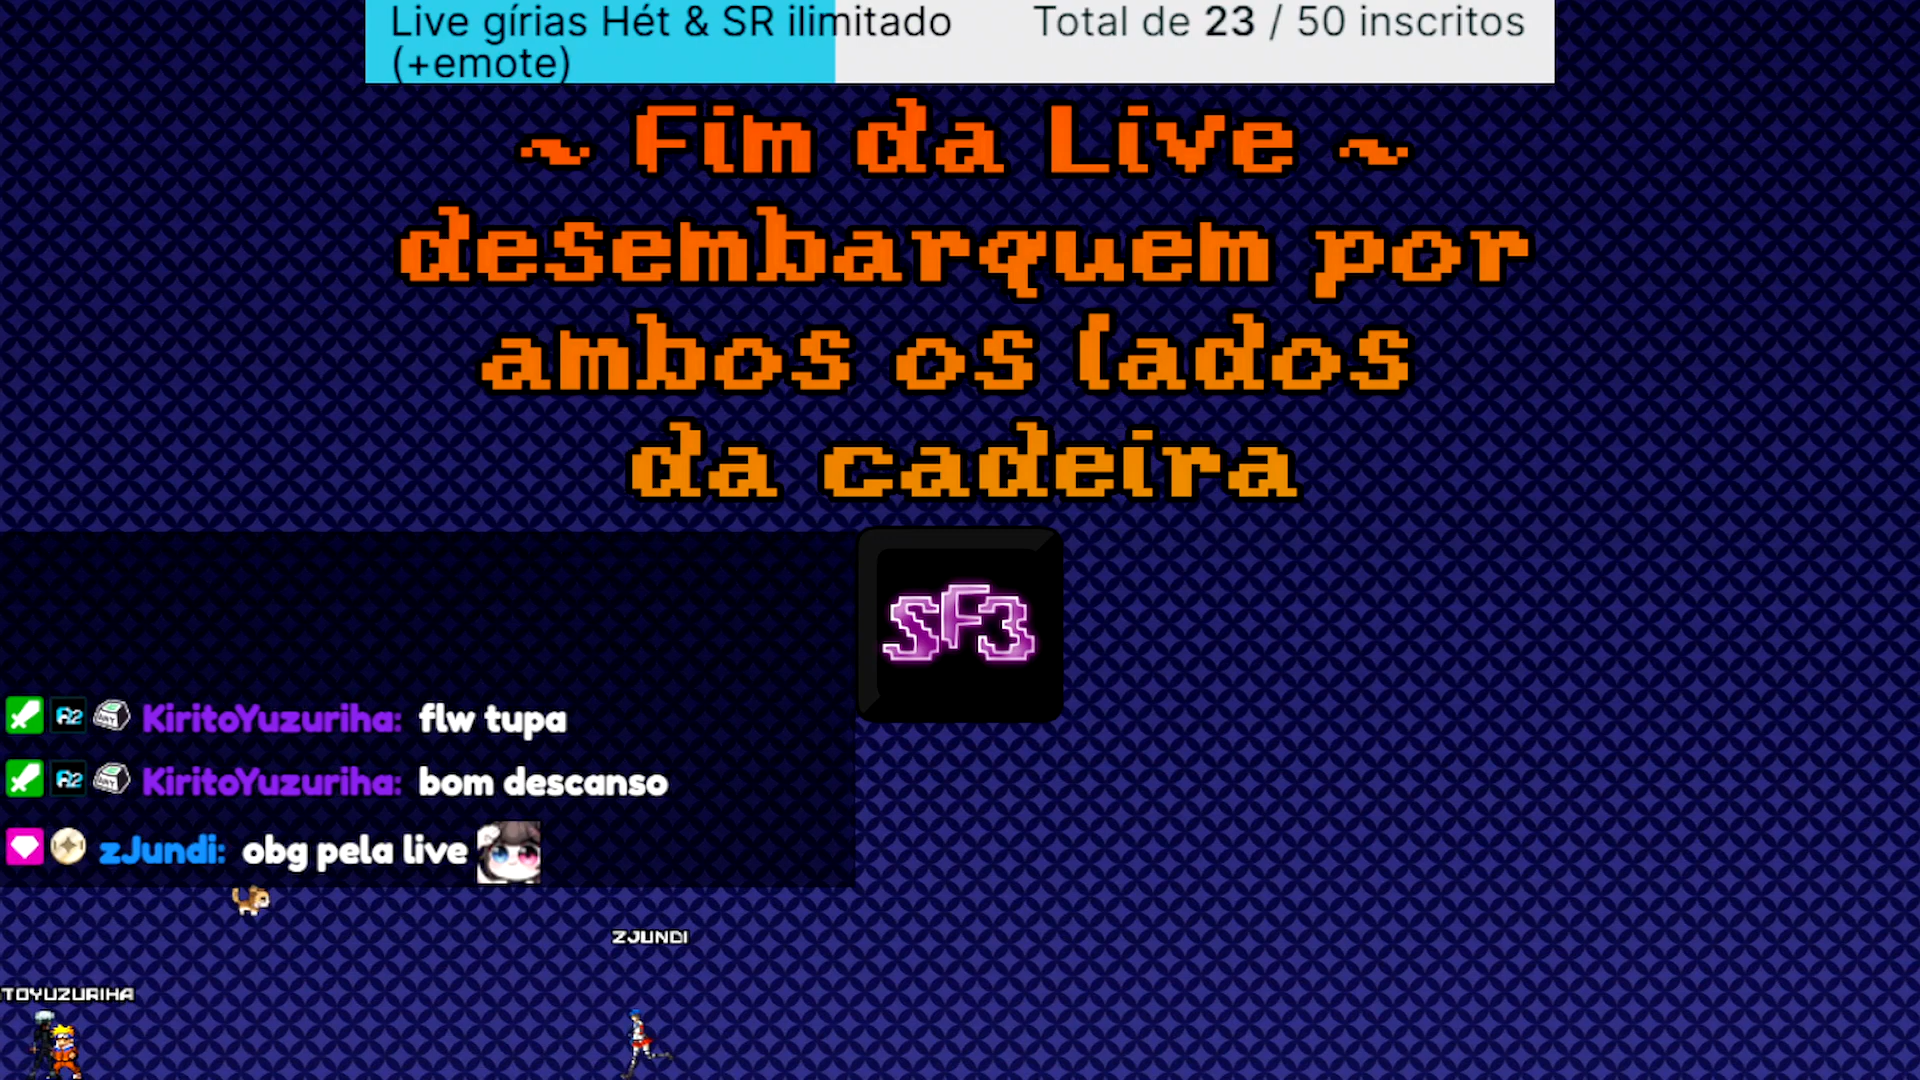 Live gírias Hét & SR ilimitado
(+emote)
Total de 23 / 50 inscritos
~ Fim da Live ~
desembarquem por
ambos os lados
da cadeira
SF3
KiritoYuzuriha: flw tupa
KiritoYuzuriha: bom descanso
zJundi: obg pela live
ZJUNDI
TOYUZURIHA